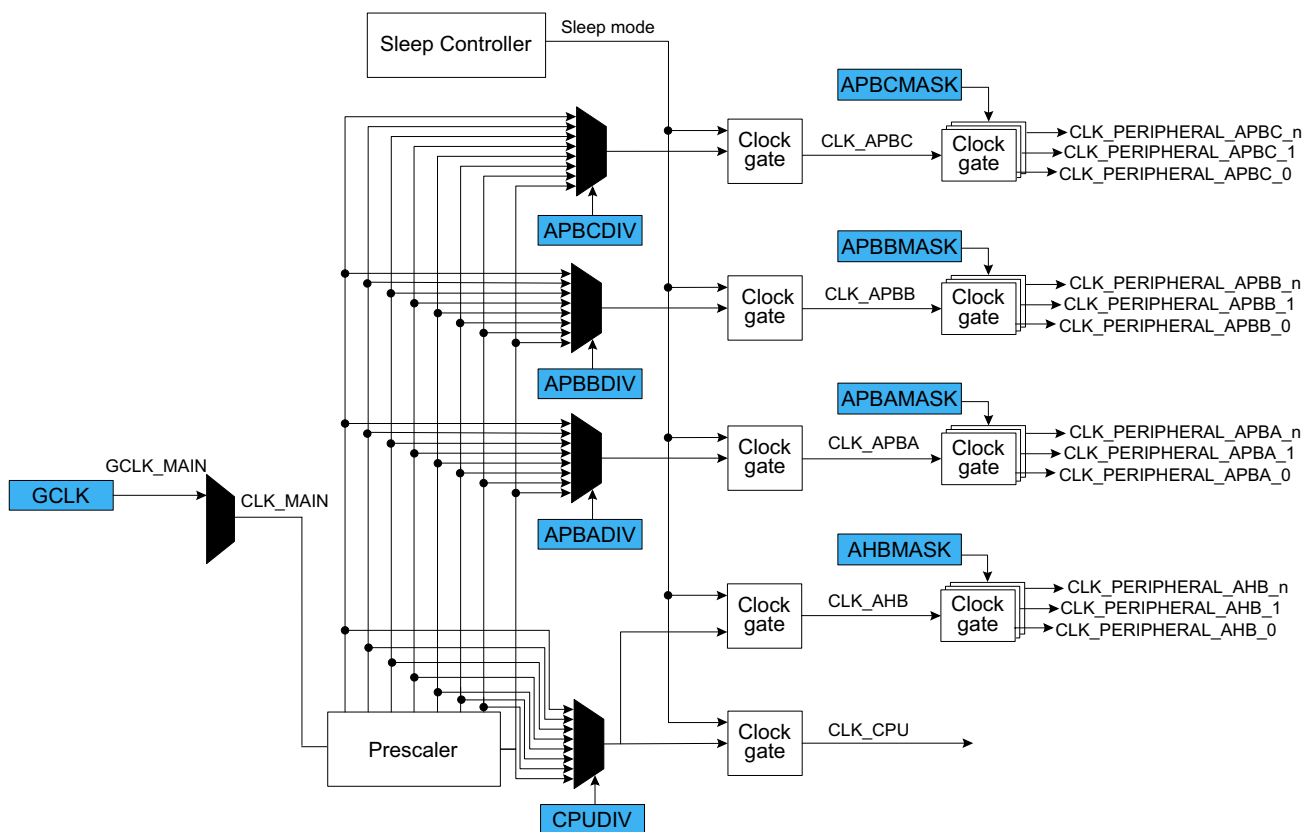 Sleep mode
Sleep Controller
APBCMASK
Clock
gate
CLK_APBC
Clock
gate
CLK_PERIPHERAL_APBC_n
CLK_PERIPHERAL_APBC_1
CLK_PERIPHERAL_APBC_0
APBCDIV
APBBMASK
Clock
gate
CLK_APBB
Clock
gate
CLK_PERIPHERAL_APBB_n
CLK_PERIPHERAL_APBB_1
CLK_PERIPHERAL_APBB_0
APBBDIV
APBAMASK
Clock
gate
CLK_APBA
Clock
gate
CLK_PERIPHERAL_APBA_n
CLK_PERIPHERAL_APBA_1
CLK_PERIPHERAL_APBA_0
GCLK_MAIN
GCLK
CLK_MAIN
APBADIV
AHBMASK
Clock
gate
CLK_AHB
Clock
gate
CLK_PERIPHERAL_AHB_n
CLK_PERIPHERAL_AHB_1
CLK_PERIPHERAL_AHB_0
Prescaler
Clock
gate
CLK_CPU
CPUDIV